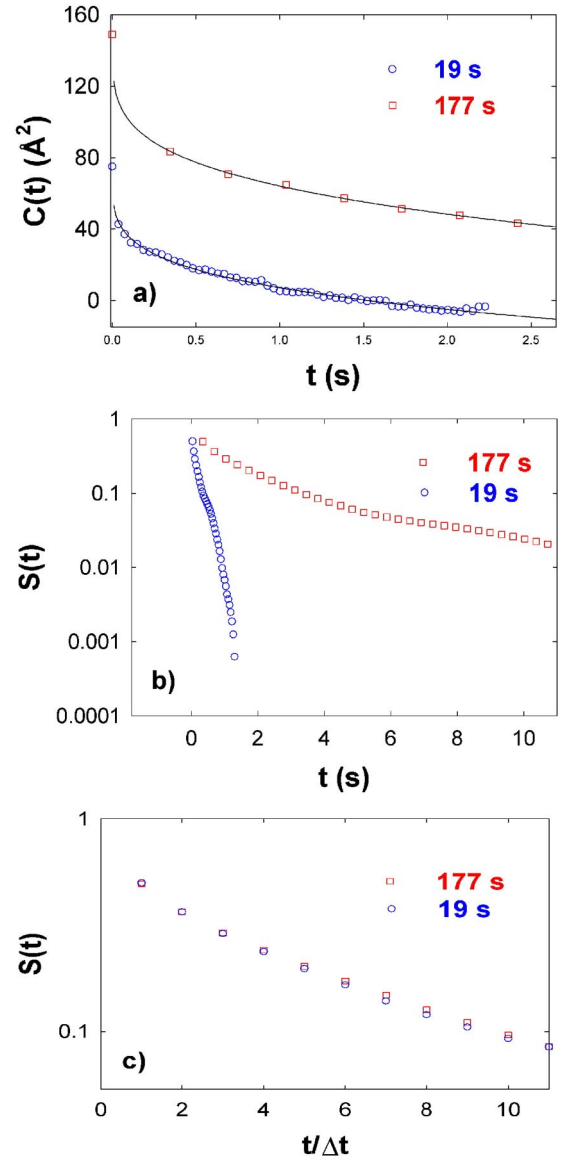 160
120
80
40
0
C(t) (Å²)
19 s
177 s
a)
0.0 0.5 1.0 1.5 2.0 2.5
t (s)
1
0.1
0.01
0.001
0.0001
S(t)
177 s
19 s
b)
0 2 4 6 8 10
t (s)
1
0.1
S(t)
177 s
19 s
c)
0 2 4 6 8 10
t/Δt